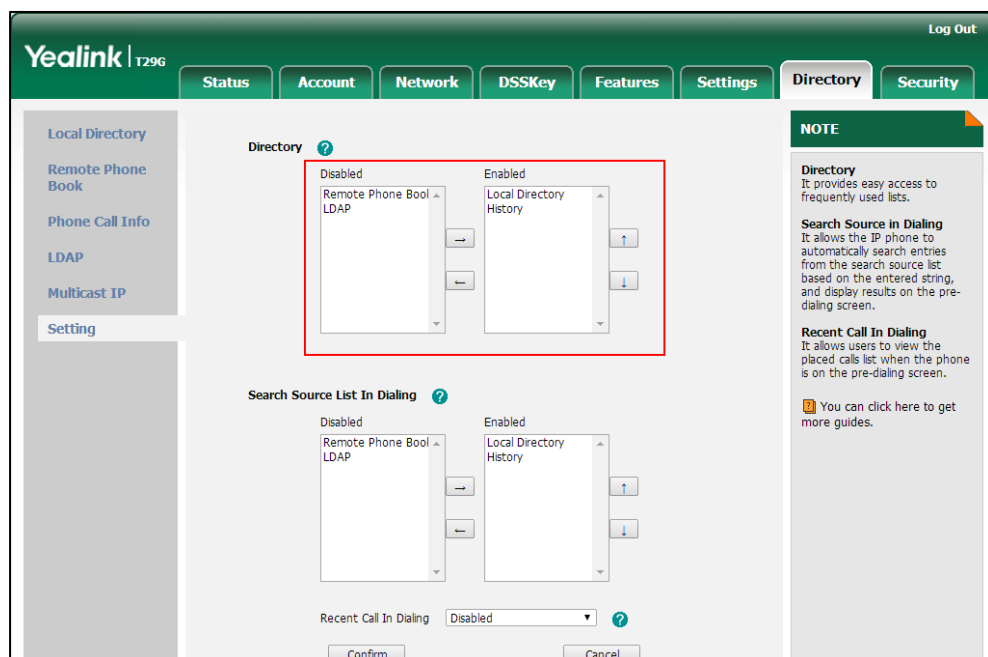 Log Out
Yealink T29G
Status Account Network DSSKey Features Settings Directory Security
Local Directory
Remote Phone
Book
Phone Call Info
LDAP
Multicast IP
Setting
Directory ?
Disabled Enabled
Remote Phone Bool Local Directory
LDAP History
→ ↑
← ↓
Search Source List In Dialing ?
Disabled Enabled
Remote Phone Bool Local Directory
LDAP History
→ ↑
← ↓
Recent Call In Dialing Disabled ?
Confirm Cancel
NOTE
Directory
It provides easy access to
frequently used lists.
Search Source in Dialing
It allows the IP phone to
automatically search entries
from the search source list
based on the entered string,
and display results on the pre-
dialing screen.
Recent Call In Dialing
It allows users to view the
placed calls list when the phone
is on the pre-dialing screen.
? You can click here to get
more guides.